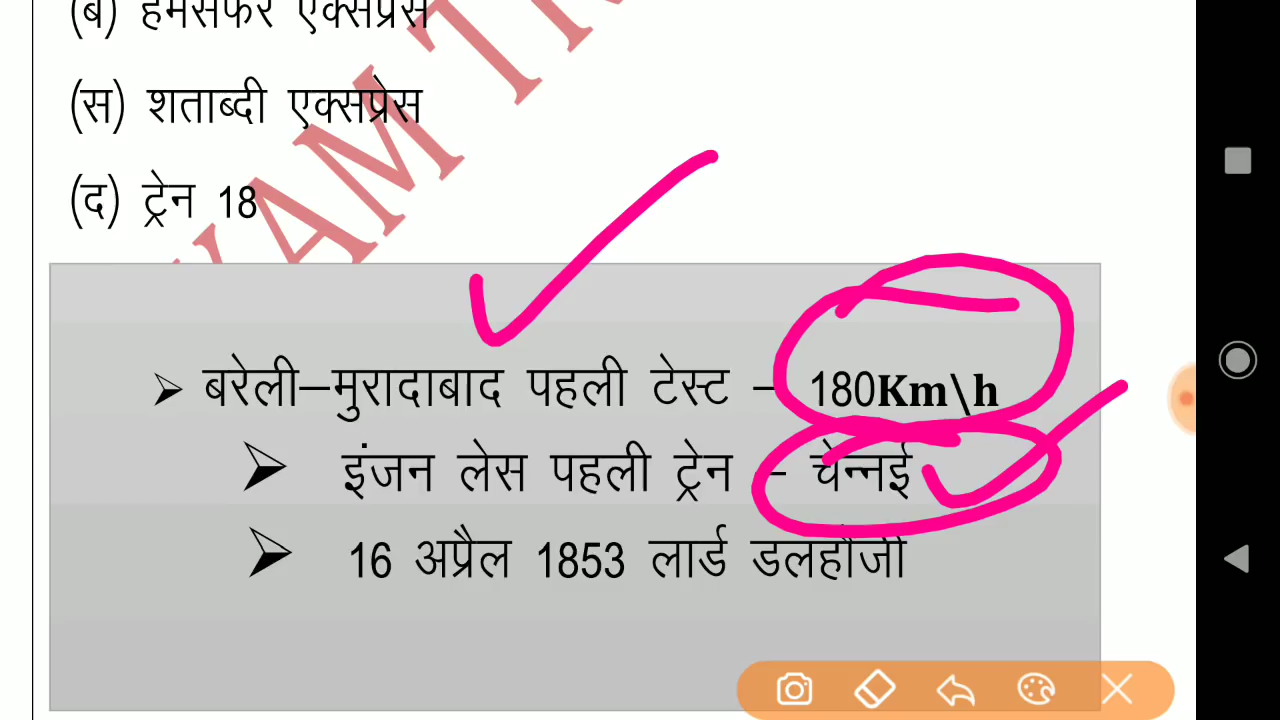 (ब) हमसफर एक्सप्रेस
(स) शताब्दी एक्सप्रेस
(द) ट्रेन 18
बरेली–मुरादाबाद पहली टेस्ट – 180Km\h
इंजन लेस पहली ट्रेन – चेन्नई
16 अप्रैल 1853 लार्ड डलहौजी